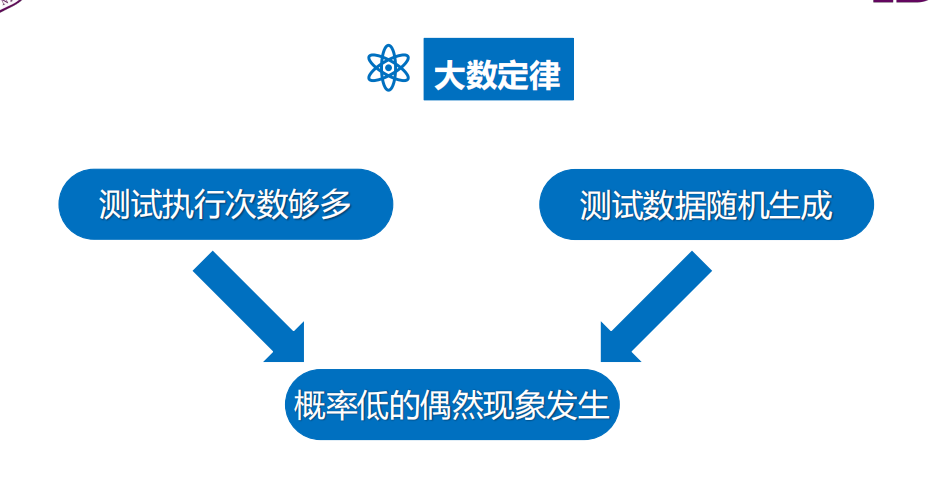 大数定律
测试执行次数够多
测试数据随机生成
概率低的偶然现象发生